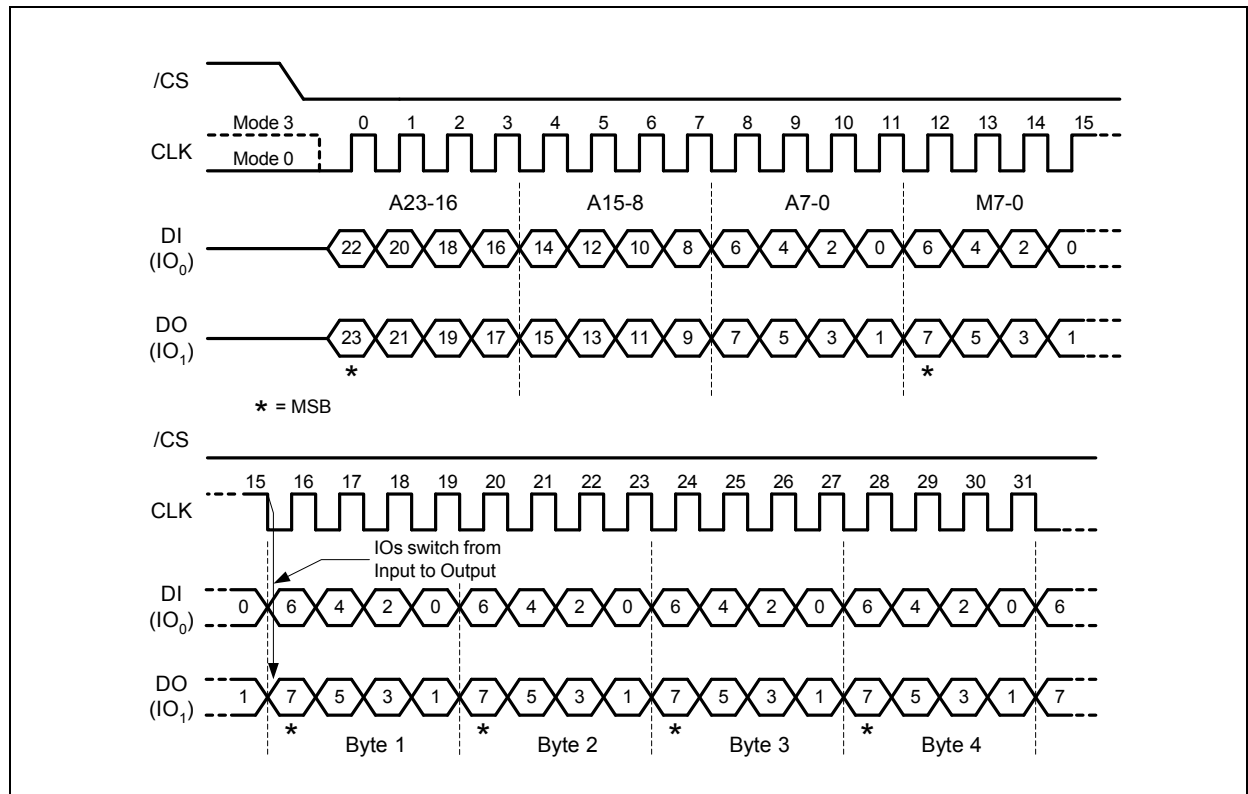 /CS
Mode 3 0 1 2 3 4 5 6 7 8 9 10 11 12 13 14 15
CLK
Mode 0
A23-16 A15-8 A7-0 M7-0
DI
(IO0)
22 20 18 16 14 12 10 8 6 4 2 0 6 4 2 0
DO
(IO1)
23 21 19 17 15 13 11 9 7 5 3 1 7 5 3 1
* *
* = MSB
/CS
15 16 17 18 19 20 21 22 23 24 25 26 27 28 29 30 31
CLK
IOs switch from
Input to Output
DI
(IO0)
0 6 4 2 0 6 4 2 0 6 4 2 0 6 4 2 0 6
DO
(IO1)
1 7 5 3 1 7 5 3 1 7 5 3 1 7 5 3 1 7
* * * *
Byte 1 Byte 2 Byte 3 Byte 4